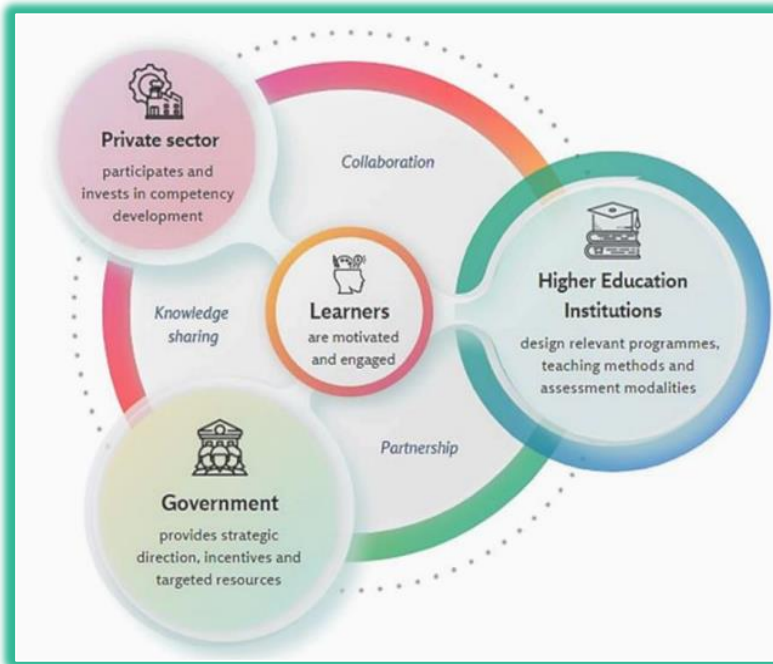 Private sector
participates and
invests in competency
development
Collaboration
Higher Education
Institutions
design relevant programmes,
teaching methods and
assessment modalities
Learners
are motivated
and engaged
Knowledge
sharing
Partnership
Government
provides strategic
direction, incentives and
targeted resources